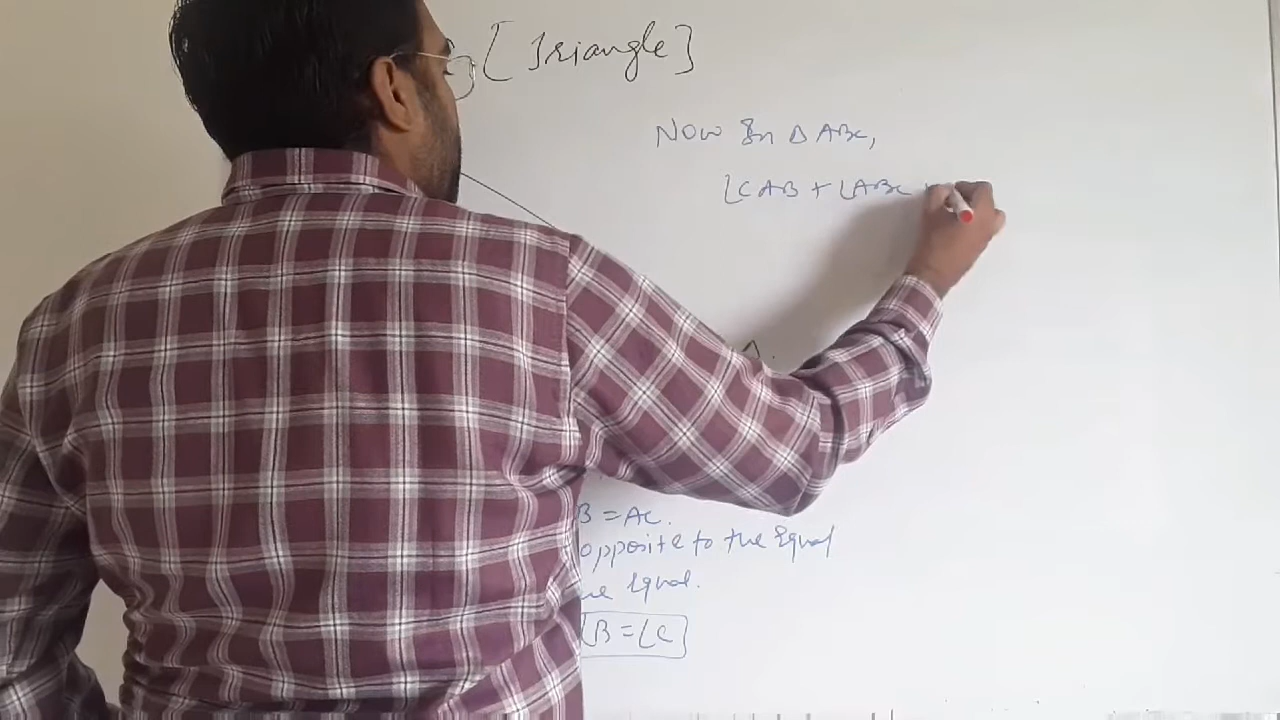 [Triangle]
Now In △ ABC,
∠CAB + ∠ABC +
B = AC.
opposite to the Equal
Equal.
∠B = ∠C